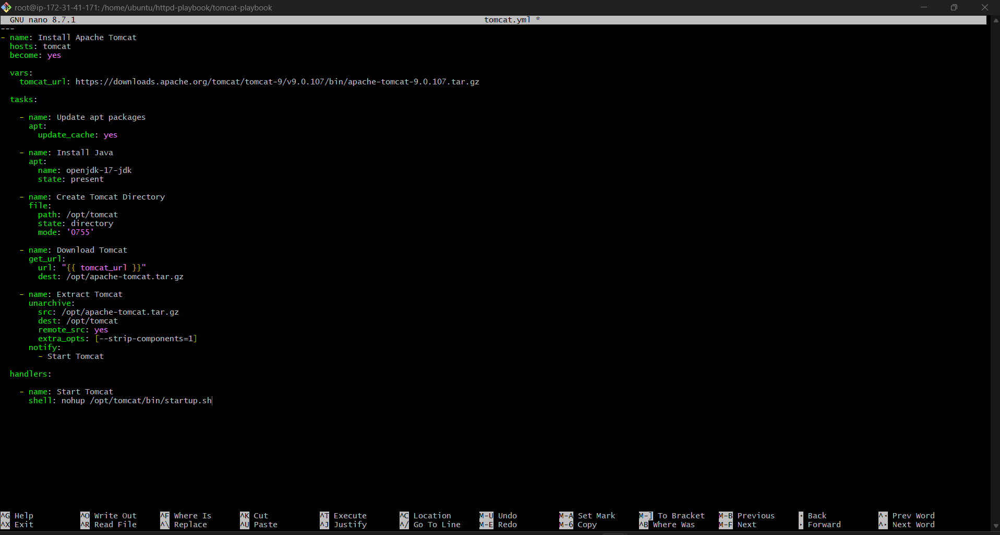 root@ip-172-31-41-171: /home/ubuntu/httpd-playbook/tomcat-playbook
GNU nano 8.7.1 tomcat.yml *
---
- name: Install Apache Tomcat
  hosts: tomcat
  become: yes

  vars:
    tomcat_url: https://downloads.apache.org/tomcat/tomcat-9/v9.0.107/bin/apache-tomcat-9.0.107.tar.gz

  tasks:

    - name: Update apt packages
      apt:
        update_cache: yes

    - name: Install Java
      apt:
        name: openjdk-17-jdk
        state: present

    - name: Create Tomcat Directory
      file:
        path: /opt/tomcat
        state: directory
        mode: '0755'

    - name: Download Tomcat
      get_url:
        url: "{{ tomcat_url }}"
        dest: /opt/apache-tomcat.tar.gz

    - name: Extract Tomcat
      unarchive:
        src: /opt/apache-tomcat.tar.gz
        dest: /opt/tomcat
        remote_src: yes
        extra_opts: [--strip-components=1]
      notify:
        - Start Tomcat

  handlers:

    - name: Start Tomcat
      shell: nohup /opt/tomcat/bin/startup.sh

^G Help ^O Write Out ^F Where Is ^K Cut ^T Execute ^C Location M-U Undo M-A Set Mark M-] To Bracket M-B Previous ◂ Back ^◂ Prev Word
^X Exit ^R Read File ^\ Replace ^U Paste ^J Justify ^/ Go To Line M-E Redo M-6 Copy ^B Where Was M-F Next ▸ Forward ^▸ Next Word